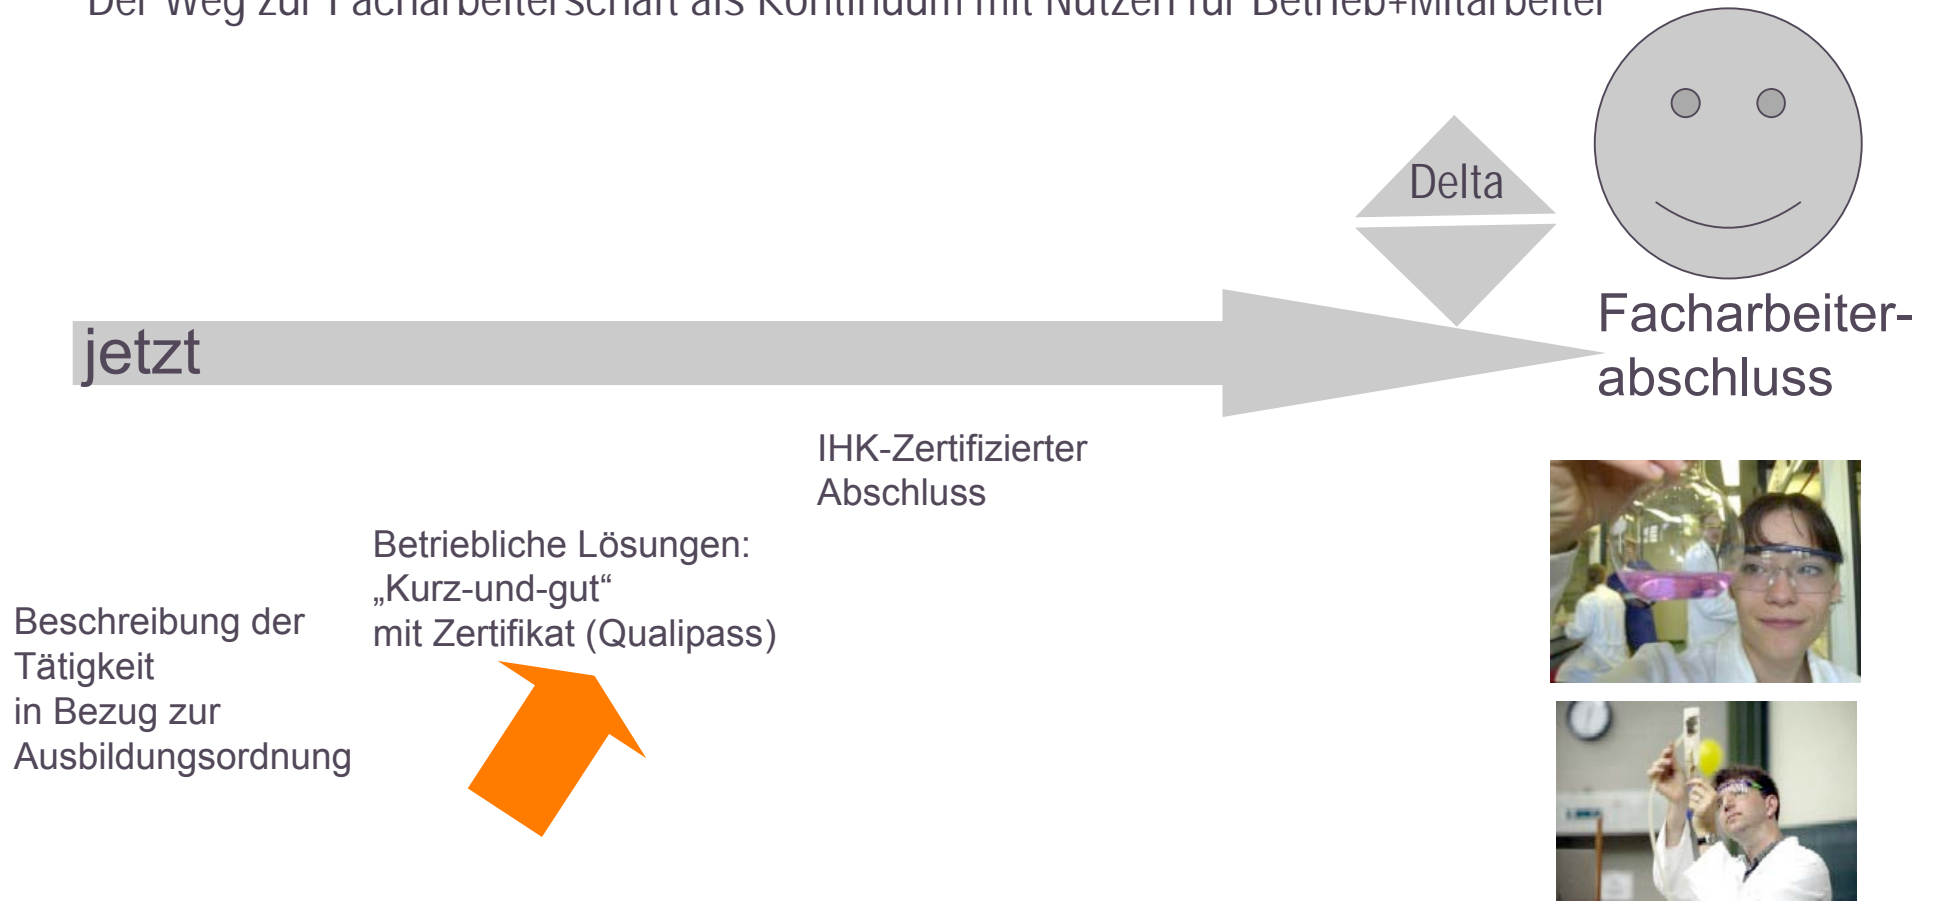 Der Weg zur Facharbeiterschaft als Kontinuum mit Nutzen für Betrieb+Mitarbeiter
Delta
jetzt
Facharbeiter-
abschluss
IHK-Zertifizierter
Abschluss
Betriebliche Lösungen:
„Kurz-und-gut“
mit Zertifikat (Qualipass)
Beschreibung der
Tätigkeit
in Bezug zur
Ausbildungsordnung